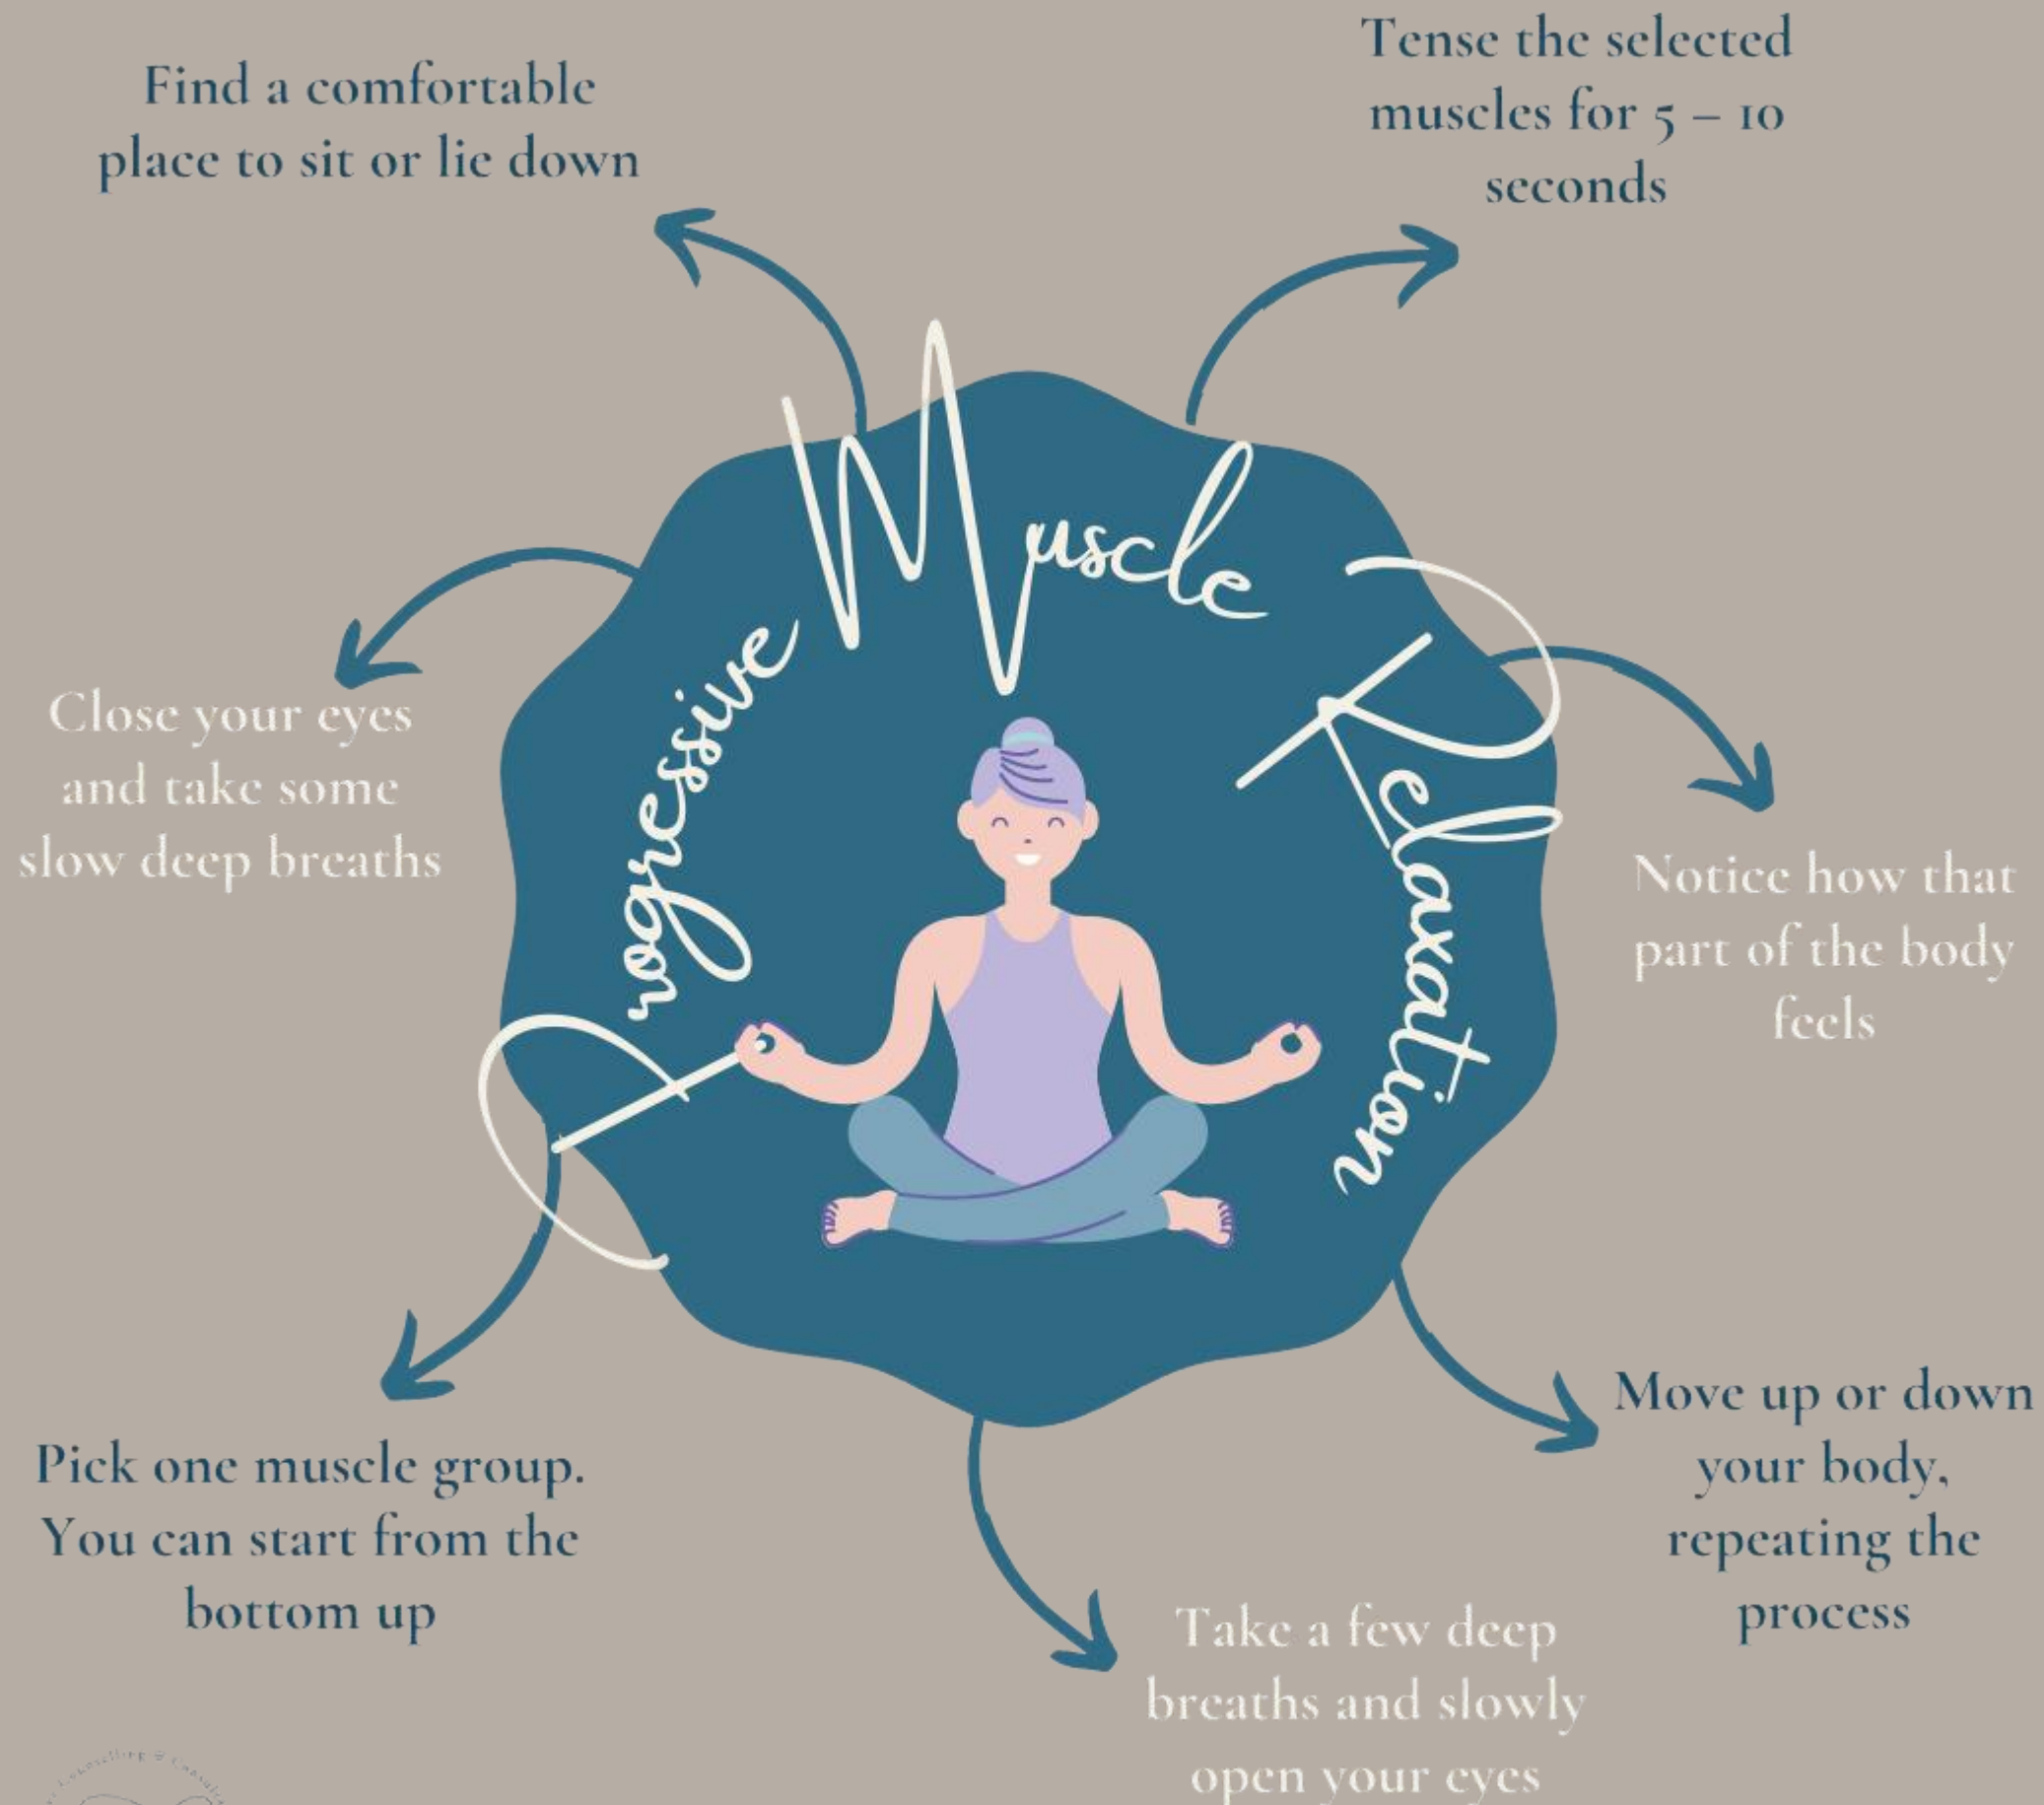 Find a comfortable
place to sit or lie down
Tense the selected
muscles for 5 – 10
seconds
Progressive Muscle Relaxation
Close your eyes
and take some
slow deep breaths
Notice how that
part of the body
feels
Pick one muscle group.
You can start from the
bottom up
Move up or down
your body,
repeating the
process
Take a few deep
breaths and slowly
open your eyes